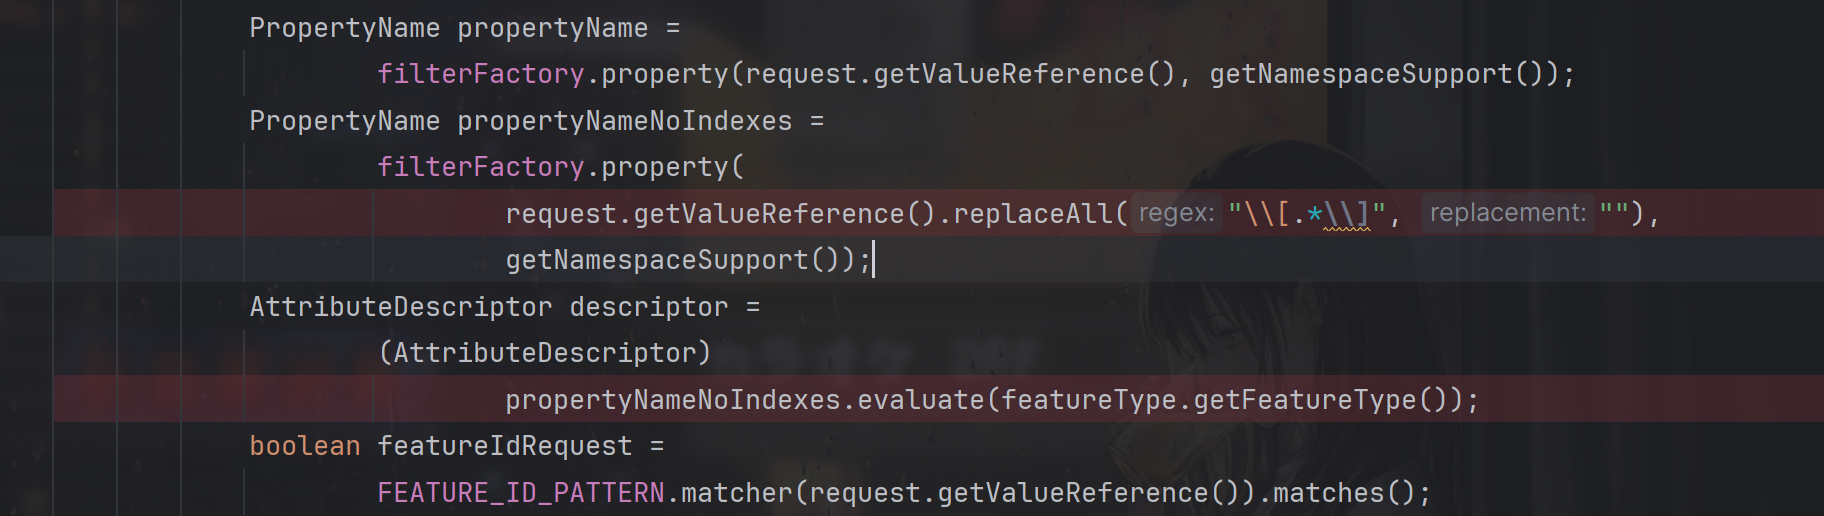 PropertyName propertyName =
filterFactory.property(request.getValueReference(), getNamespaceSupport());
PropertyName propertyNameNoIndexes =
filterFactory.property(
request.getValueReference().replaceAll( regex: "\\[.*\\]", replacement: ""),
getNamespaceSupport());
AttributeDescriptor descriptor =
(AttributeDescriptor)
propertyNameNoIndexes.evaluate(featureType.getFeatureType());
boolean featureIdRequest =
FEATURE_ID_PATTERN.matcher(request.getValueReference()).matches();